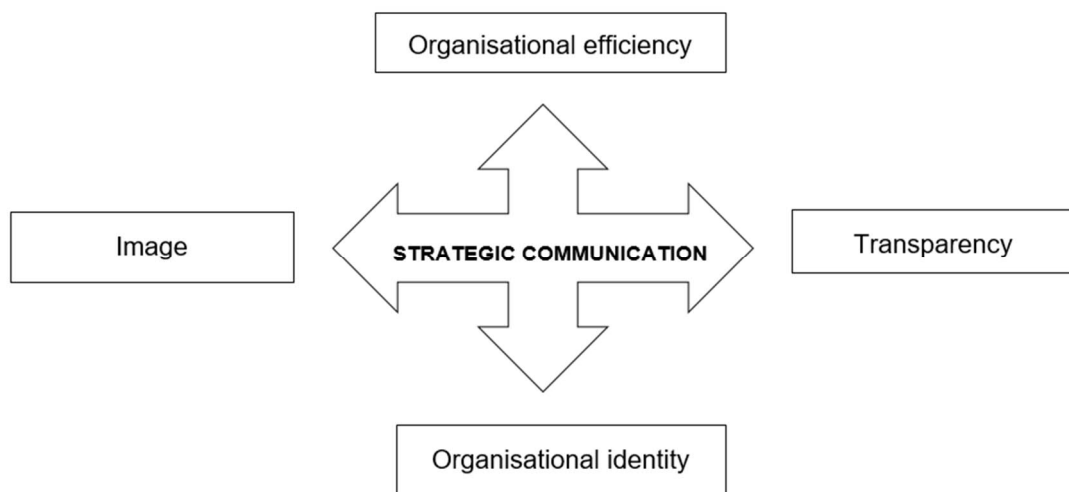 Organisational efficiency
Image
STRATEGIC COMMUNICATION
Transparency
Organisational identity